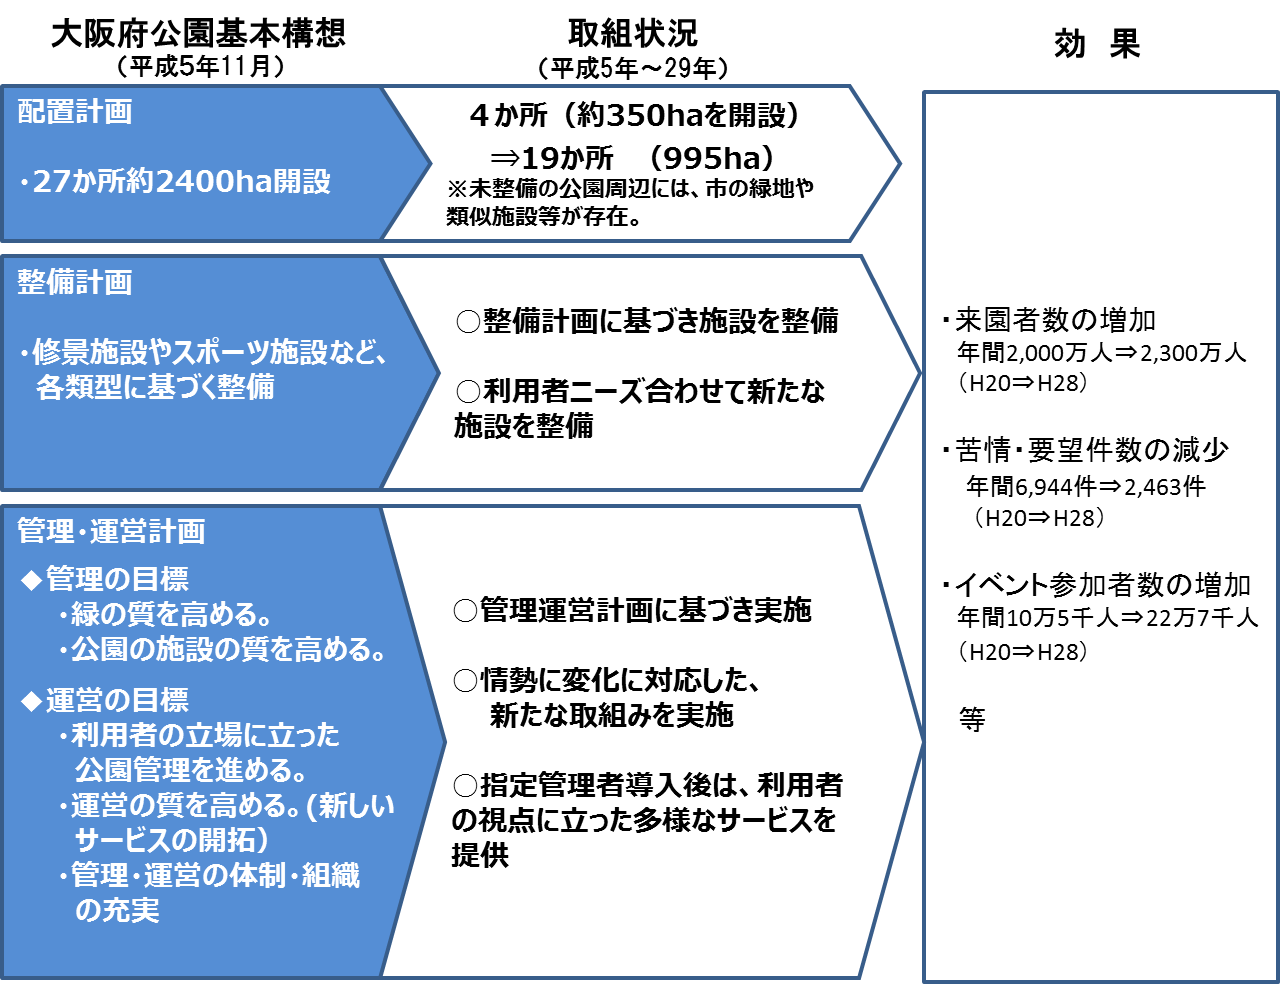 大阪府公園基本構想
（平成5年11月）
取組状況
（平成5年～29年）
効　果
配置計画
・27か所約2400ha開設
４か所（約350haを開設）
⇒19か所　（995ha）
※未整備の公園周辺には、市の緑地や
類似施設等が存在。
整備計画
・修景施設やスポーツ施設など、
各類型に基づく整備
○整備計画に基づき施設を整備
○利用者ニーズ合わせて新たな
施設を整備
管理・運営計画
◆管理の目標
・緑の質を高める。
・公園の施設の質を高める。
◆運営の目標
・利用者の立場に立った
公園管理を進める。
・運営の質を高める。(新しい
サービスの開拓）
・管理・運営の体制・組織
の充実
○管理運営計画に基づき実施
○情勢に変化に対応した、
新たな取組みを実施
○指定管理者導入後は、利用者
の視点に立った多様なサービスを
提供
・来園者数の増加
年間2,000万人⇒2,300万人
（H20⇒H28）
・苦情・要望件数の減少
年間6,944件⇒2,463件
（H20⇒H28）
・イベント参加者数の増加
年間10万5千人⇒22万7千人
（H20⇒H28）
等